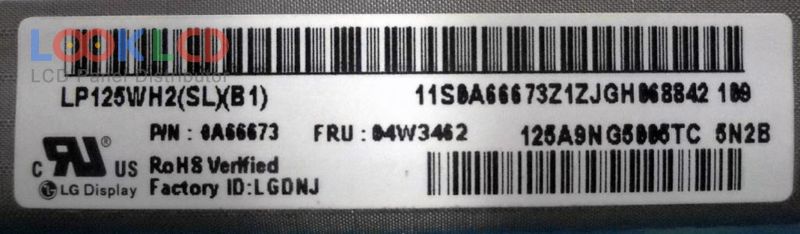 LOOKLCD
LCD Panel Distributor
LP125WH2(SL)(B1)
11S0A66673Z1ZJGH068842 109
P/N : 0A66673 FRU : 04W3462
125A9NG5005TC 5N2B
c RU ® US
RoHS Verified
LG Display
Factory ID:LGDNJ